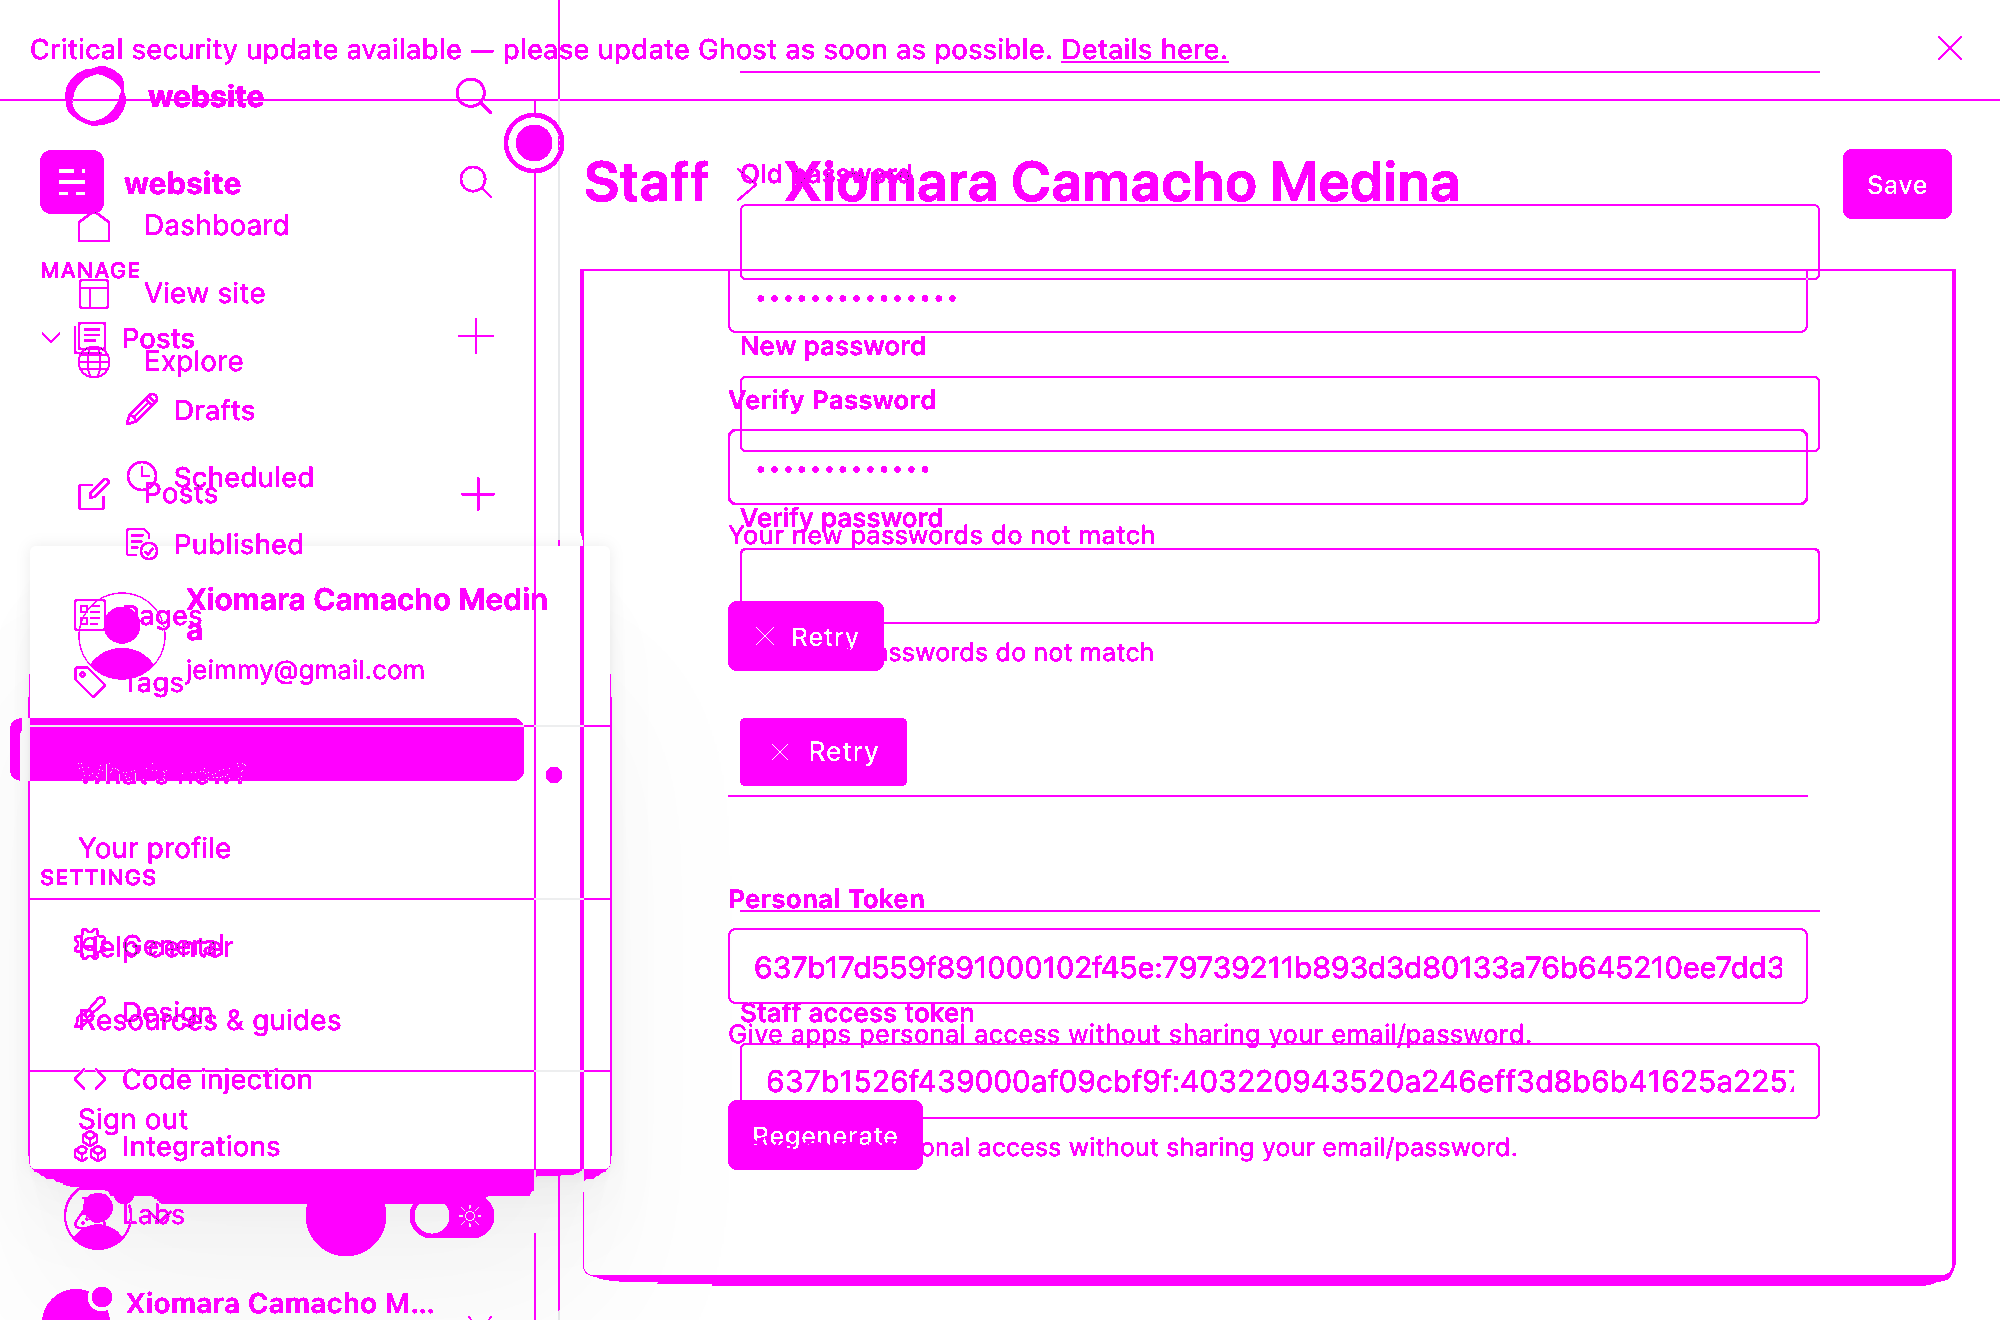 Critical security update available — please update Ghost as soon as possible. Details here.
website
website
Staff
Xiomara Camacho Medina
Save
Old password
Dashboard
MANAGE
View site
Posts
•••••••••••••••
New password
Explore
Verify Password
Drafts
Scheduled
•••••••••••••
Posts
Verify password
Your new passwords do not match
Published
Xiomara Camacho Medin
a
Pages
Retry
passwords do not match
jeimmy@gmail.com
Tags
Retry
What's new?
Your profile
SETTINGS
Personal Token
General
Help center
637b17d559f891000102f45e:79739211b893d3d80133a76b645210ee7dd3
Design
Resources & guides
Staff access token
Give apps personal access without sharing your email/password.
Code injection
637b1526f439000af09cbf9f:403220943520a246eff3d8b6b41625a2257
Sign out
Regenerate
Integrations
personal access without sharing your email/password.
Labs
Xiomara Camacho M...